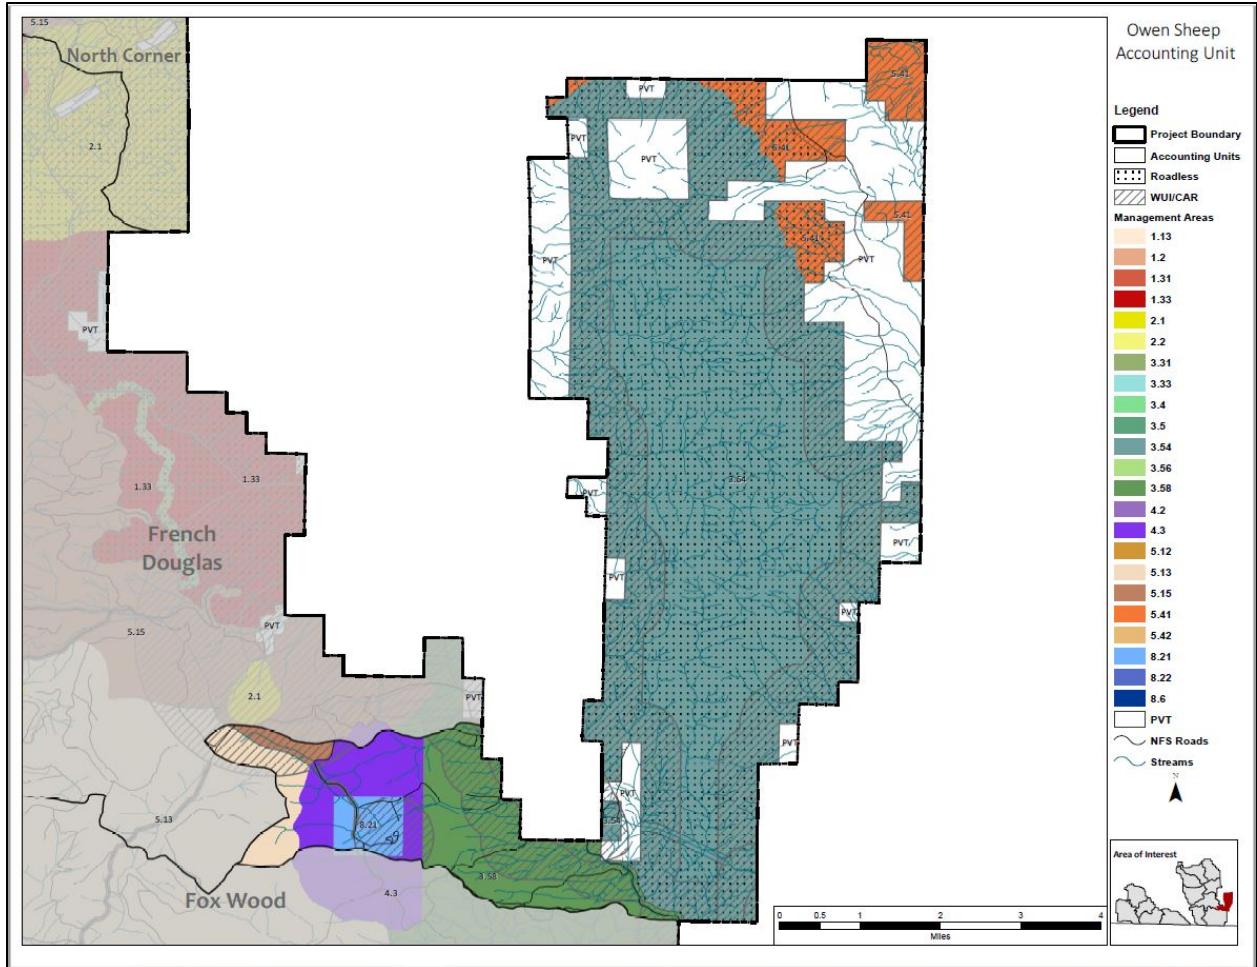 Owen Sheep
Accounting Unit
Legend
Project Boundary
Accounting Units
Roadless
WUI/CAR
Management Areas
1.13
1.2
1.31
1.33
2.1
2.2
3.31
3.33
3.4
3.5
3.54
3.56
3.58
4.2
4.3
5.12
5.13
5.15
5.41
5.42
8.21
8.22
8.6
PVT
NFS Roads
Streams
N
Area of Interest
5.15
North Corner
2.1
PVT
1.33
1.33
French
Douglas
PVT
5.15
2.1
PVT
5.13
8.21
3.58
4.3
Fox Wood
5.41
PVT
PVT
5.41
PVT
5.41
5.41
PVT
PVT
3.54
PVT
PVT
PVT
PVT
PVT
PVT
3.54
0 0.5 1 2 3 4
Miles